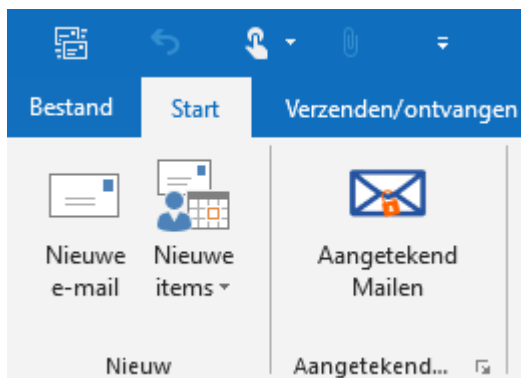 Bestand Start Verzenden/ontvangen
Nieuwe e-mail
Nieuwe items
Aangetekend Mailen
Nieuw
Aangetekend...